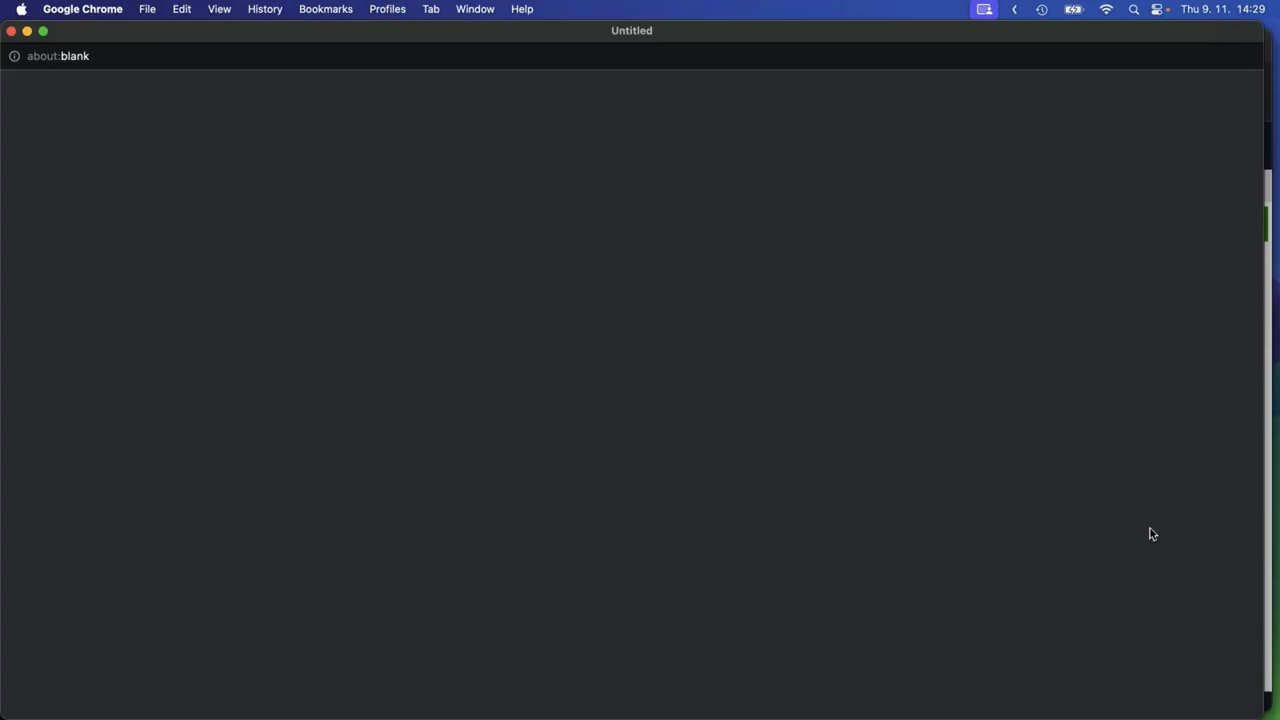 Google Chrome File Edit View History Bookmarks Profiles Tab Window Help Thu 9. 11. 14:29
Untitled
about:blank